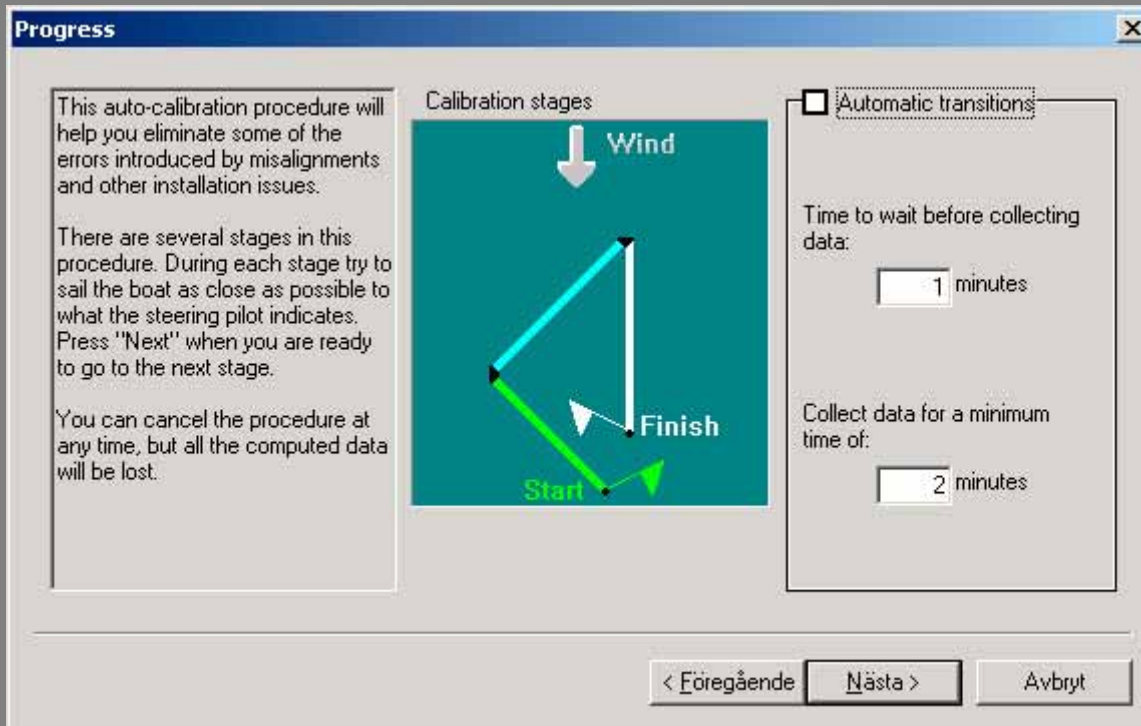 Progress
This auto-calibration procedure will
help you eliminate some of the
errors introduced by misalignments
and other installation issues.
There are several stages in this
procedure. During each stage try to
sail the boat as close as possible to
what the steering pilot indicates.
Press "Next" when you are ready
to go to the next stage.
You can cancel the procedure at
any time, but all the computed data
will be lost.
Calibration stages
Wind
Finish
Start
Automatic transitions
Time to wait before collecting
data:
1 minutes
Collect data for a minimum
time of:
2 minutes
< Föregående
Nästa >
Avbryt